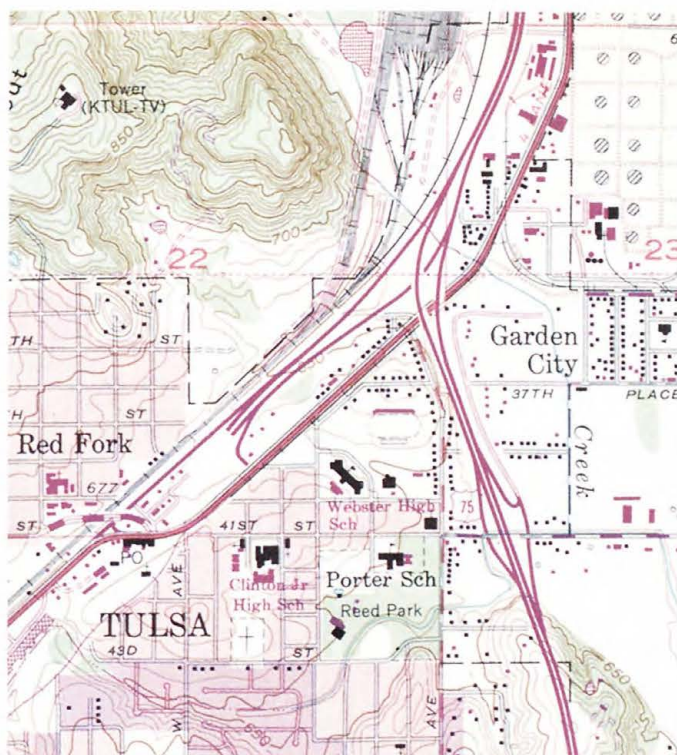 Tower
(KTUL-TV)
850
700
22
23
TH
ST
Garden
City
37TH
PLACE
ST
Red Fork
Creek
677
Webster High
Sch
75
ST
41ST
ST
PO
AVE
Clinton Jr
High Sch
Porter Sch
Reed Park
TULSA
43D
ST
650
W
650
AVE